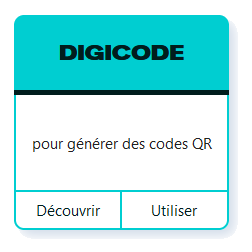 DIGICODE
pour générer des codes QR
Découvrir
Utiliser